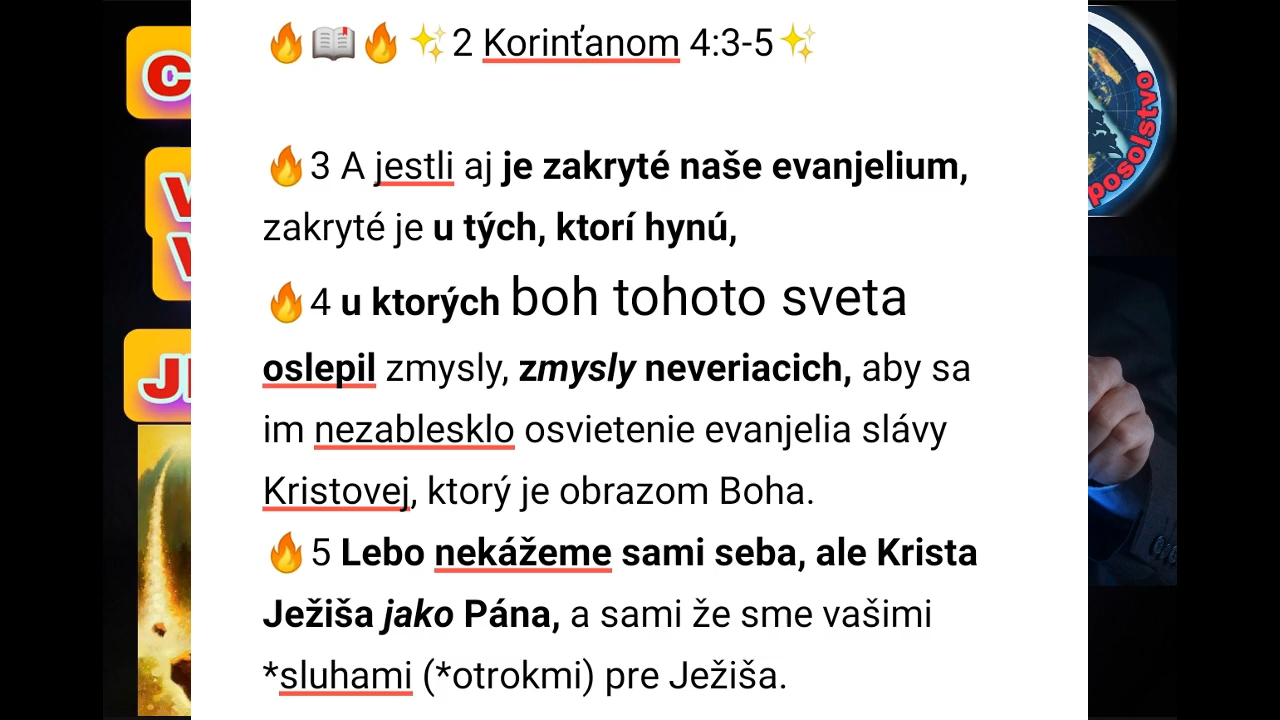 🔥📖🔥✨2 Korinťanom 4:3-5✨
🔥3 A jestli aj je zakryté naše evanjelium,
zakryté je u tých, ktorí hynú,
🔥4 u ktorých boh tohoto sveta
oslepil zmysly, zmysly neveriacich, aby sa
im nezablesklo osvietenie evanjelia slávy
Kristovej, ktorý je obrazom Boha.
🔥5 Lebo nekážeme sami seba, ale Krista
Ježiša jako Pána, a sami že sme vašimi
*sluhami (*otrokmi) pre Ježiša.
posolstvo